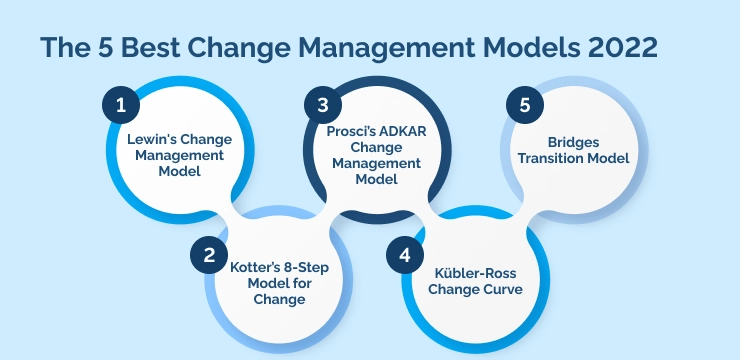 The 5 Best Change Management Models 2022
1
Lewin's Change
Management
Model
2
Kotter’s 8-Step
Model for
Change
3
Prosci’s ADKAR
Change
Management
Model
4
Kübler-Ross
Change Curve
5
Bridges
Transition Model